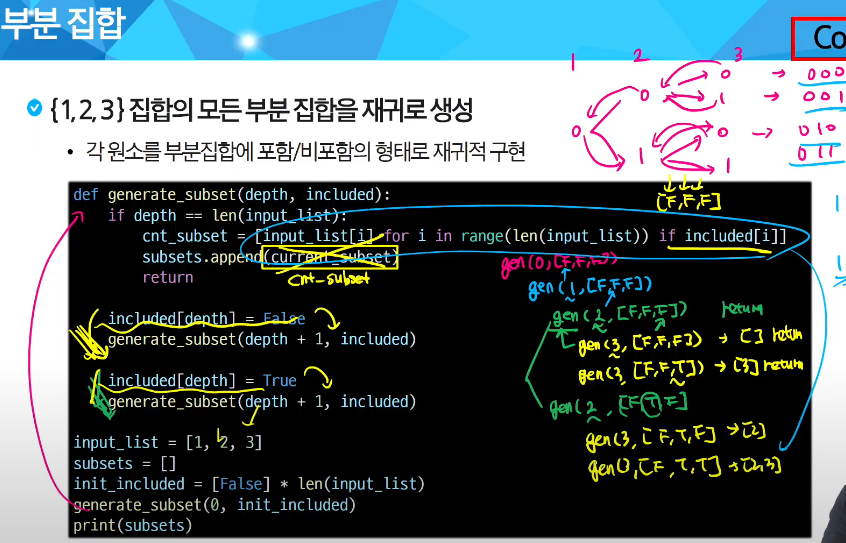 부분 집합
Co
{1, 2, 3} 집합의 모든 부분 집합을 재귀로 생성
• 각 원소를 부분집합에 포함/비포함의 형태로 재귀적 구현
1 2 3
0 → 000
0
1 → 001
0
0 → 010
1
1 011
[F,F,F]
def generate_subset(depth, included):
if depth == len(input_list):
cnt_subset = [input_list[i] for i in range(len(input_list)) if included[i]]
subsets.append(current_subset)
cnt_subset
return
included[depth] = False
generate_subset(depth + 1, included)
included[depth] = True
generate_subset(depth + 1, included)
input_list = [1, 2, 3]
subsets = []
init_included = [False] * len(input_list)
generate_subset(0, init_included)
print(subsets)
gen(0, [F,F,F])
gen(1, [F,F,F])
gen(2, [F,F,F]) return
gen(3, [F,F,F]) → [] return
gen(3, [F,F,T]) → [3] return
gen(2, [F,T,F]
gen(3, [F,T,F] → [2]
gen(3, [F,T,T] → [2,3]